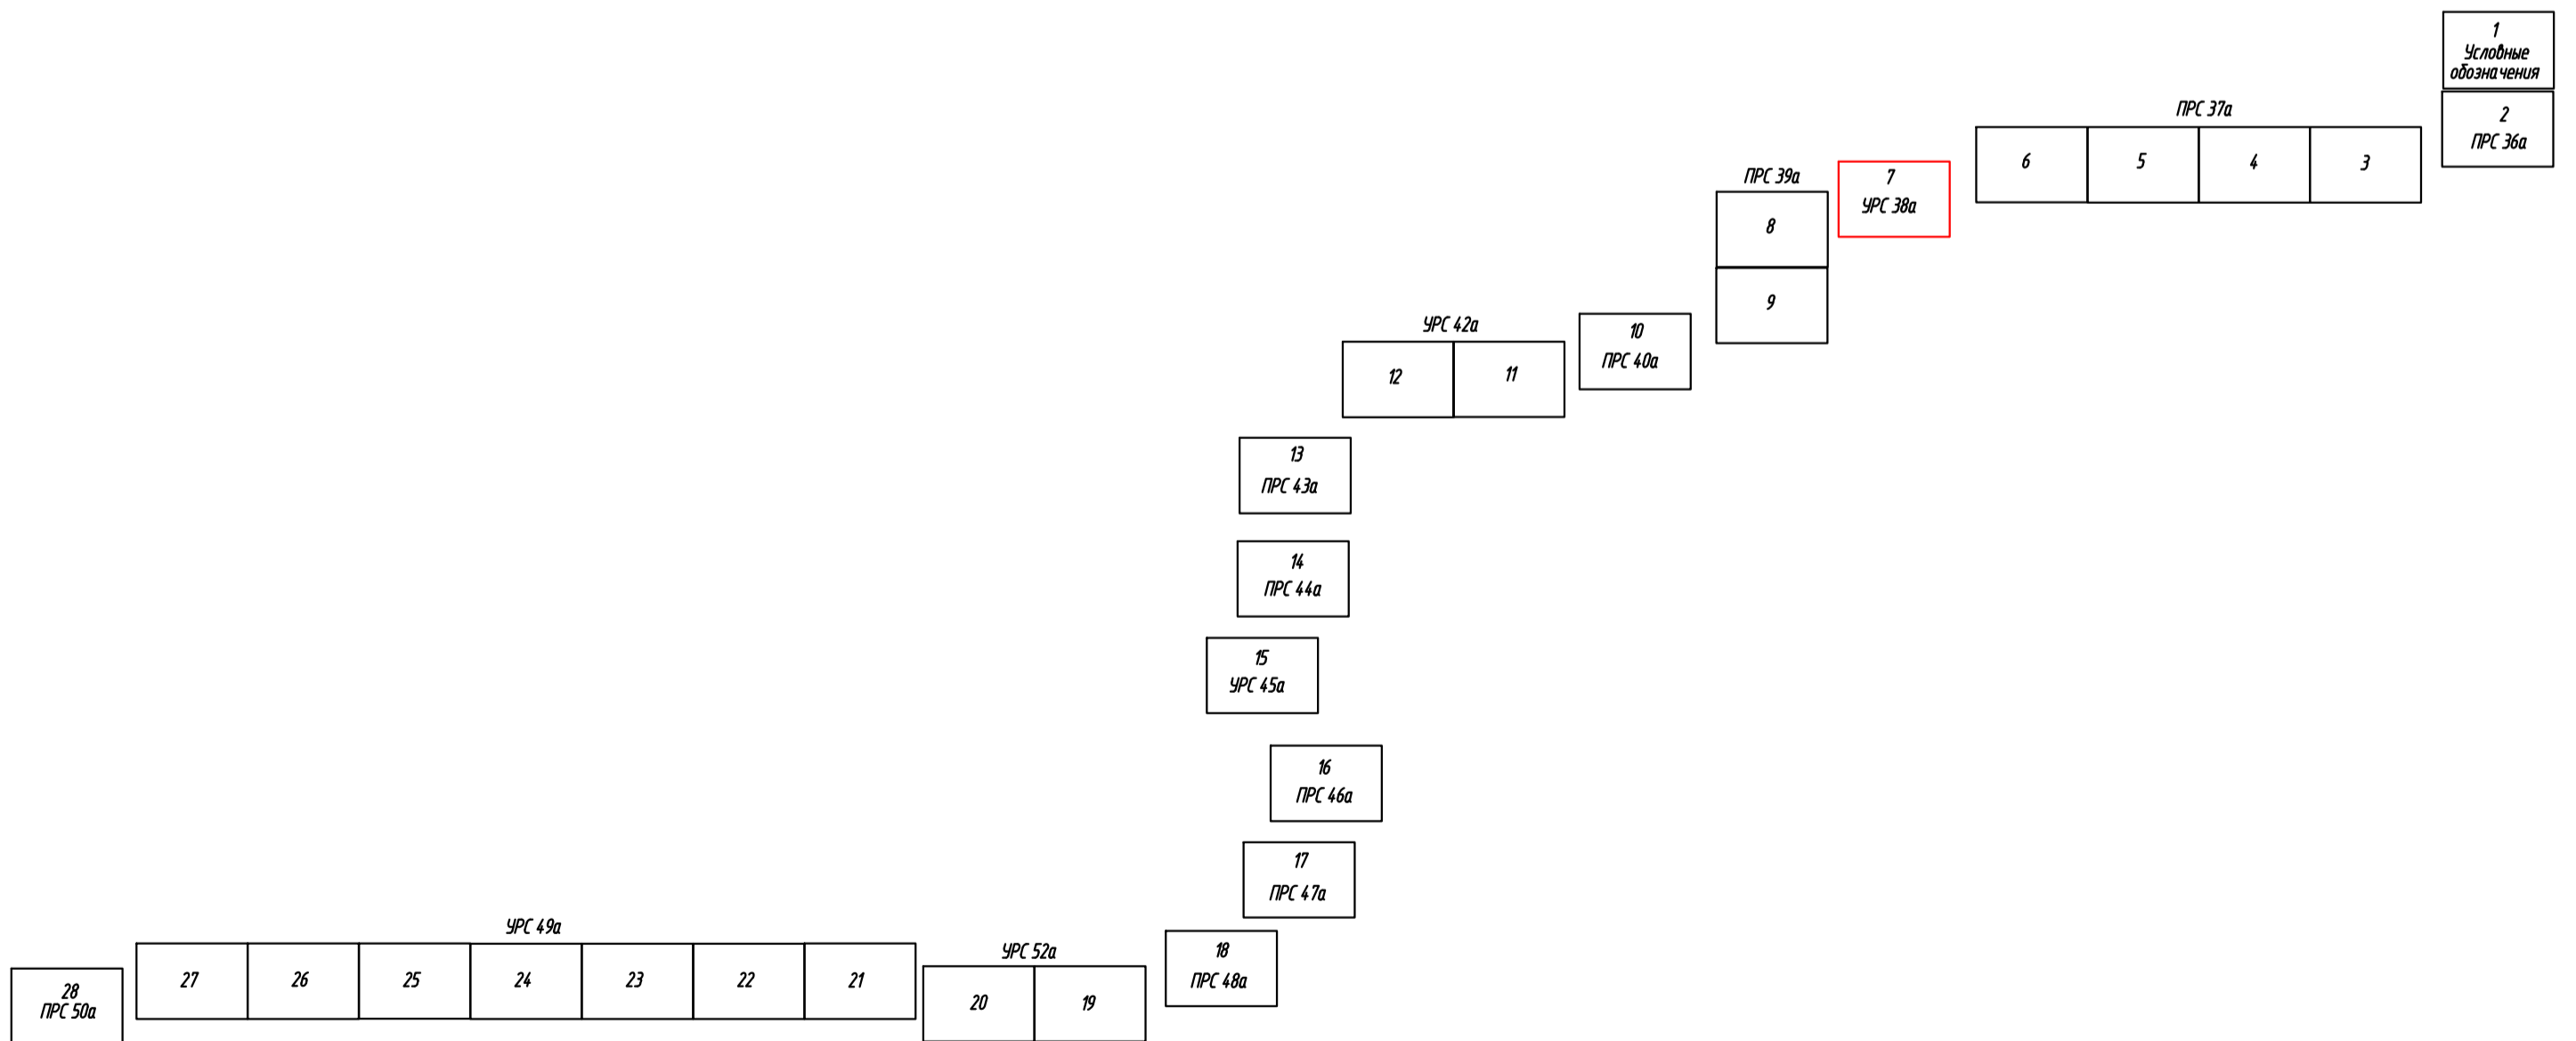 1
Условные
обозначения
2
ПРС 36а
ПРС 37а
6 5 4 3
7
УРС 38а
ПРС 39а
8
9
10
ПРС 40а
УРС 42а
12 11
13
ПРС 43а
14
ПРС 44а
15
УРС 45а
16
ПРС 46а
17
ПРС 47а
18
ПРС 48а
УРС 52а
20 19
УРС 49а
27 26 25 24 23 22 21
28
ПРС 50а